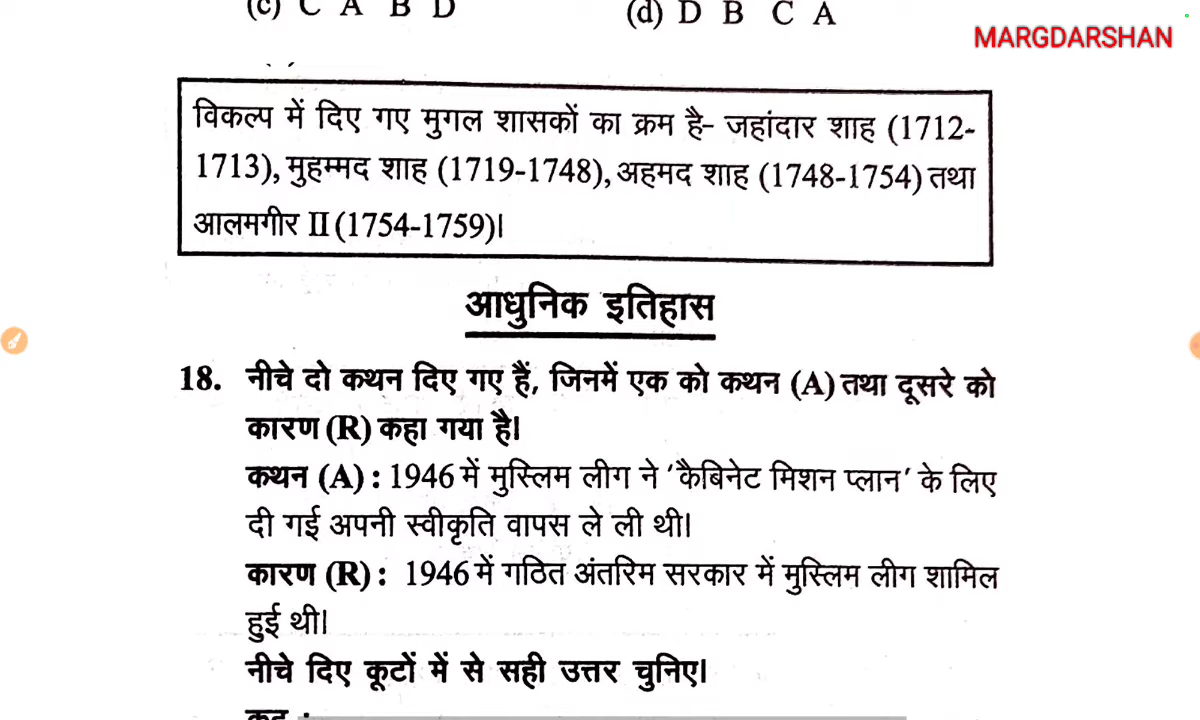 (c) C A B D (d) D B C A
MARGDARSHAN
विकल्प में दिए गए मुगल शासकों का क्रम है- जहांदार शाह (1712-
1713), मुहम्मद शाह (1719-1748), अहमद शाह (1748-1754) तथा
आलमगीर II (1754-1759)।
आधुनिक इतिहास
18. नीचे दो कथन दिए गए हैं, जिनमें एक को कथन (A) तथा दूसरे को
कारण (R) कहा गया है।
कथन (A) : 1946 में मुस्लिम लीग ने 'कैबिनेट मिशन प्लान' के लिए
दी गई अपनी स्वीकृति वापस ले ली थी।
कारण (R) : 1946 में गठित अंतरिम सरकार में मुस्लिम लीग शामिल
हुई थी।
नीचे दिए कूटों में से सही उत्तर चुनिए।